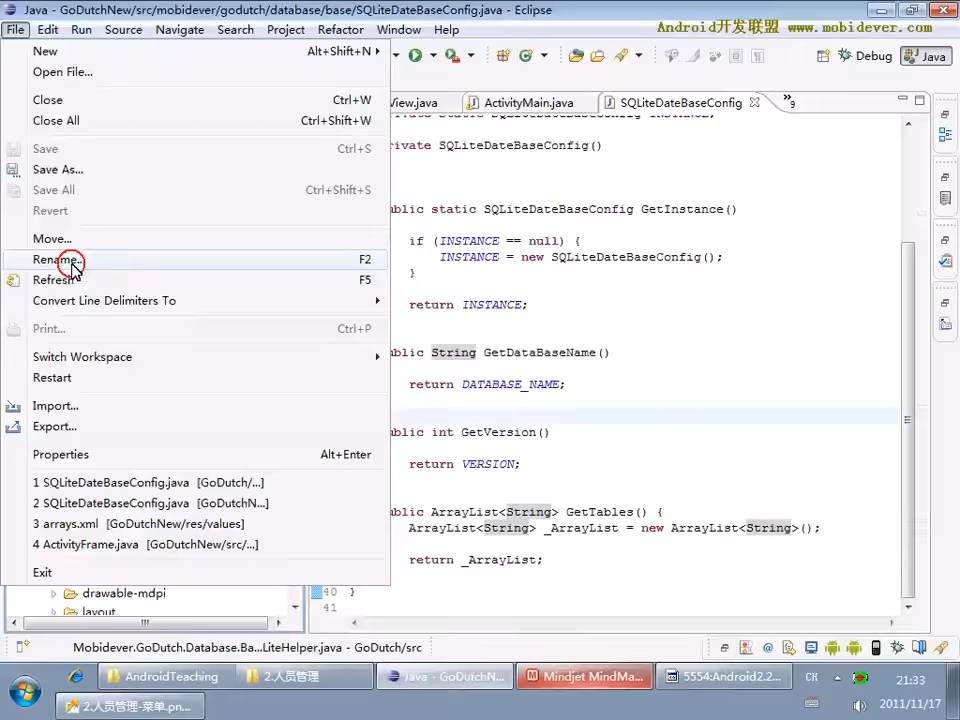 Java - GoDutchNew/src/mobidever/godutch/database/base/SQLiteDateBaseConfig.java - Eclipse
File Edit Run Source Navigate Search Project Refactor Window Help
Android开发联盟 www.mobidever.com
New Alt+Shift+N
Open File...
Debug Java
Close Ctrl+W
View.java ActivityMain.java SQLiteDateBaseConfig 9
Close All Ctrl+Shift+W
Save Ctrl+S
rivate SQLiteDateBaseConfig()
Save As...
Save All Ctrl+Shift+S
Revert
ublic static SQLiteDateBaseConfig GetInstance()
Move...
if (INSTANCE == null) {
Rename... F2
INSTANCE = new SQLiteDateBaseConfig();
}
Refresh F5
Convert Line Delimiters To
return INSTANCE;
Print... Ctrl+P
Switch Workspace
ublic String GetDataBaseName()
Restart
return DATABASE_NAME;
Import...
Export...
ublic int GetVersion()
Properties Alt+Enter
return VERSION;
1 SQLiteDateBaseConfig.java [GoDutch/...]
2 SQLiteDateBaseConfig.java [GoDutchN...]
ublic ArrayList<String> GetTables() {
3 arrays.xml [GoDutchNew/res/values]
ArrayList<String> _ArrayList = new ArrayList<String>();
4 ActivityFrame.java [GoDutchNew/src/...]
return _ArrayList;
Exit
drawable-mdpi
40 }
layout
41
Mobidever.GoDutch.Database.Ba...LiteHelper.java - GoDutch/src
AndroidTeaching 2.人员管理 Java - GoDutchN... Mindjet MindMa... 5554:Android2.2... CH 21:33
2.人员管理-菜单.pn... 2011/11/17